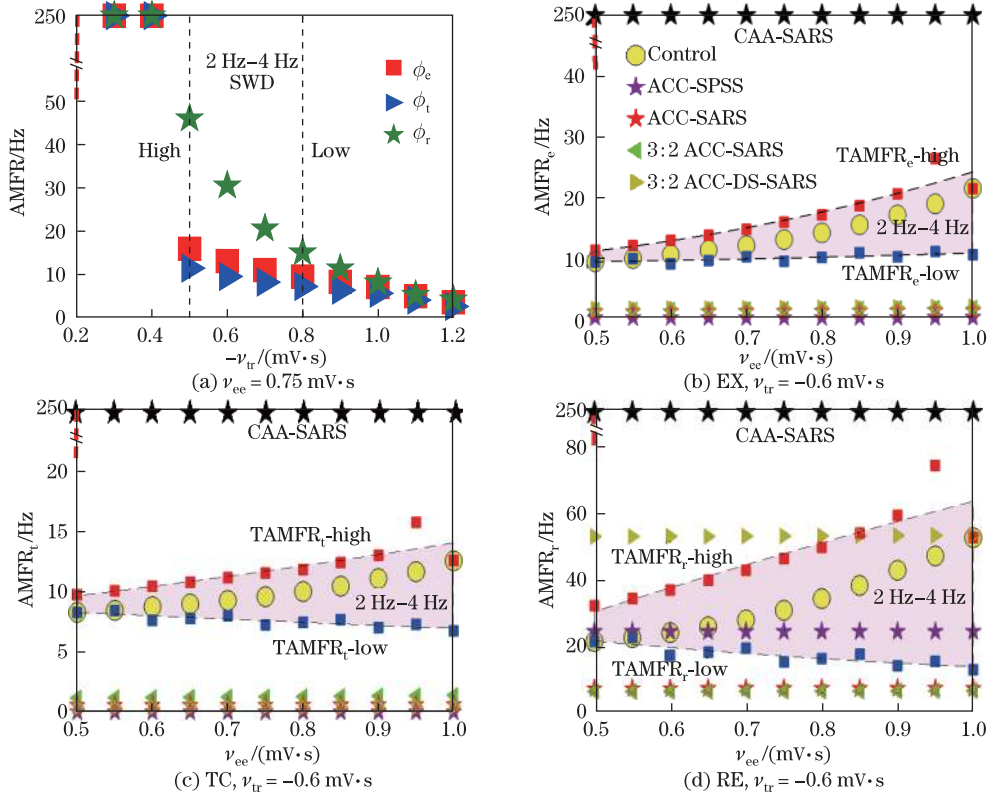 250
50
40
30
20
10
0
AMFR/Hz
2 Hz–4 Hz
SWD
High
Low
ϕe
ϕt
ϕr
0.2 0.4 0.6 0.8 1.0 1.2
−νtr/(mV·s)
(a) νee = 0.75 mV·s
250
40
30
20
10
0
AMFRe/Hz
CAA-SARS
Control
ACC-SPSS
ACC-SARS
3:2 ACC-SARS
3:2 ACC-DS-SARS
TAMFRe-high
2 Hz–4 Hz
TAMFRe-low
0.5 0.6 0.7 0.8 0.9 1.0
νee/(mV·s)
(b) EX, νtr = −0.6 mV·s
250
20
15
10
5
0
AMFRt/Hz
CAA-SARS
TAMFRt-high
2 Hz–4 Hz
TAMFRt-low
0.5 0.6 0.7 0.8 0.9 1.0
νee/(mV·s)
(c) TC, νtr = −0.6 mV·s
250
80
60
40
20
0
AMFRr/Hz
CAA-SARS
TAMFRr-high
2 Hz–4 Hz
TAMFRr-low
0.5 0.6 0.7 0.8 0.9 1.0
νee/(mV·s)
(d) RE, νtr = −0.6 mV·s